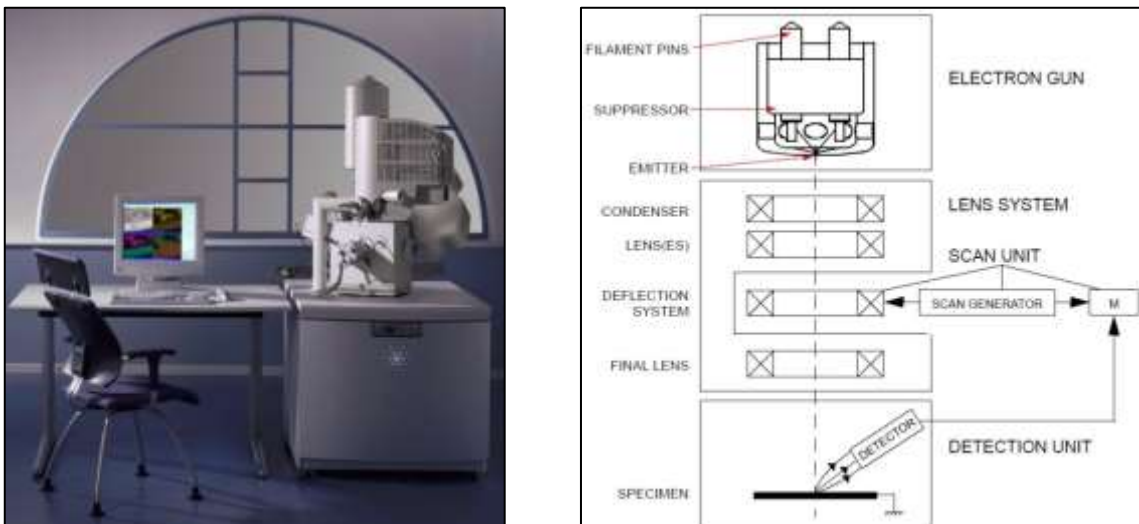 FILAMENT PINS
SUPPRESSOR
EMITTER
ELECTRON GUN
CONDENSER
LENS(ES)
LENS SYSTEM
SCAN UNIT
DEFLECTION
SYSTEM
SCAN GENERATOR
M
FINAL LENS
DETECTOR
DETECTION UNIT
SPECIMEN